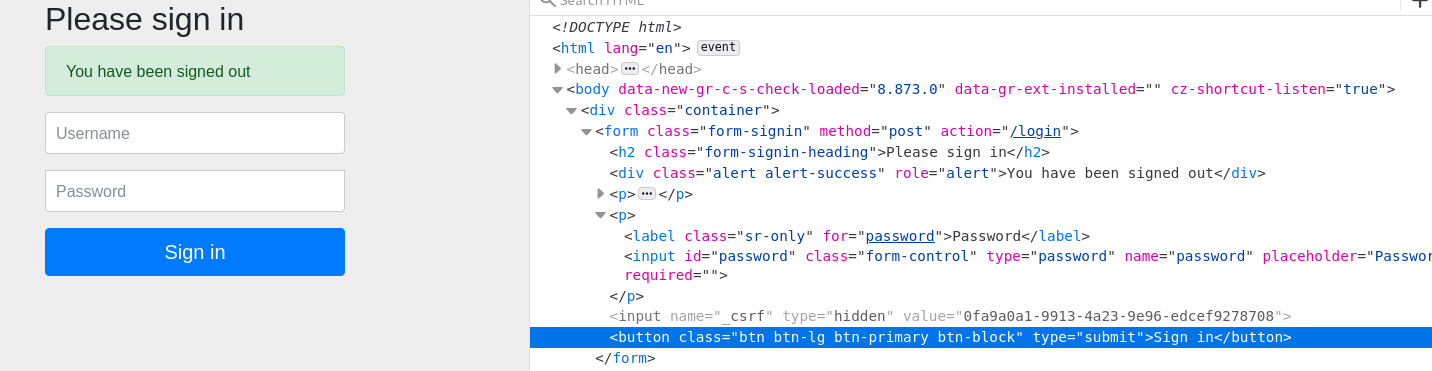 Please sign in
You have been signed out
Username
Password
Sign in
Search HTML
<!DOCTYPE html>
<html lang="en"> event
<head> ••• </head>
<body data-new-gr-c-s-check-loaded="8.873.0" data-gr-ext-installed="" cz-shortcut-listen="true">
<div class="container">
<form class="form-signin" method="post" action="/login">
<h2 class="form-signin-heading">Please sign in</h2>
<div class="alert alert-success" role="alert">You have been signed out</div>
<p> ••• </p>
<p>
<label class="sr-only" for="password">Password</label>
<input id="password" class="form-control" type="password" name="password" placeholder="Passwor
required="">
</p>
<input name="_csrf" type="hidden" value="0fa9a0a1-9913-4a23-9e96-edcef9278708">
<button class="btn btn-lg btn-primary btn-block" type="submit">Sign in</button>
</form>